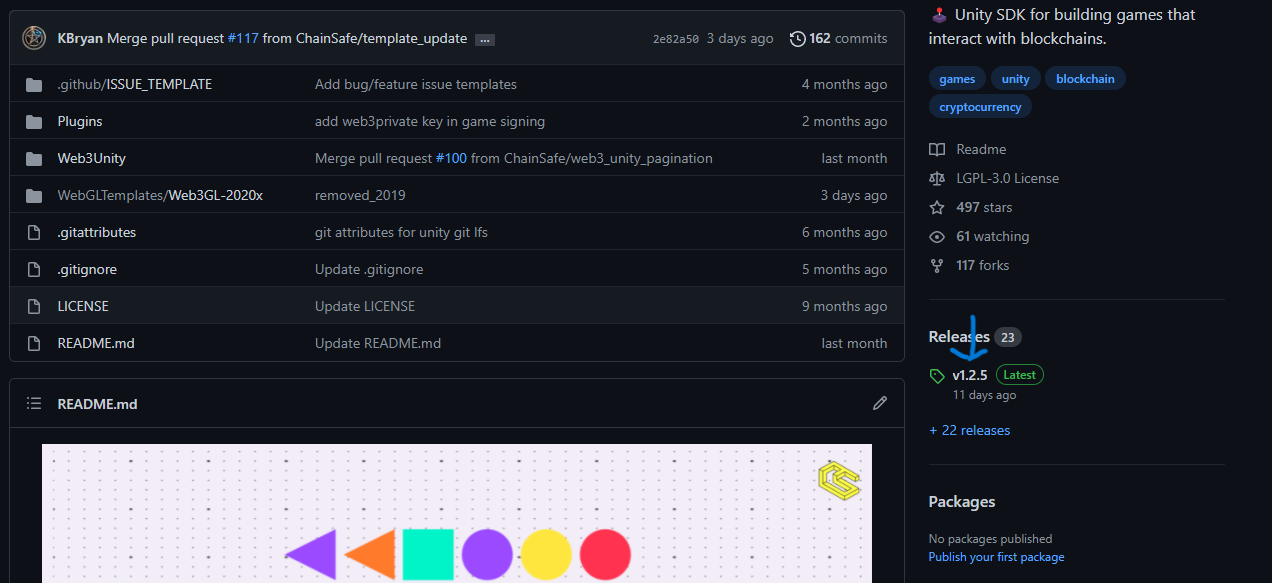 KBryan Merge pull request #117 from ChainSafe/template_update ... 2e82a50 3 days ago 162 commits
.github/ISSUE_TEMPLATE Add bug/feature issue templates 4 months ago
Plugins add web3private key in game signing 2 months ago
Web3Unity Merge pull request #100 from ChainSafe/web3_unity_pagination last month
WebGLTemplates/Web3GL-2020x removed_2019 3 days ago
.gitattributes git attributes for unity git lfs 6 months ago
.gitignore Update .gitignore 5 months ago
LICENSE Update LICENSE 9 months ago
README.md Update README.md last month
README.md
Unity SDK for building games that
interact with blockchains.
games unity blockchain
cryptocurrency
Readme
LGPL-3.0 License
497 stars
61 watching
117 forks
Releases 23
v1.2.5 Latest
11 days ago
+ 22 releases
Packages
No packages published
Publish your first package